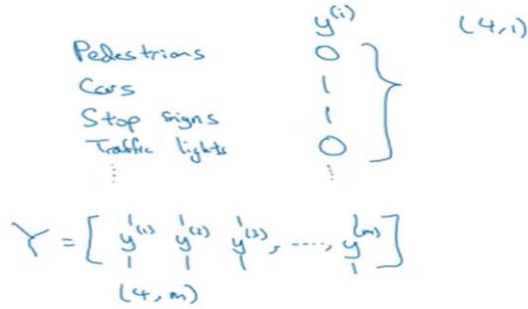 y^(i) (4,1)
Pedestrians 0
Cars 1
Stop signs 1
Traffic lights 0
⋮ ⋮
Y = [ y^(1) y^(2) y^(3), ...., y^(m) ]
(4, m)